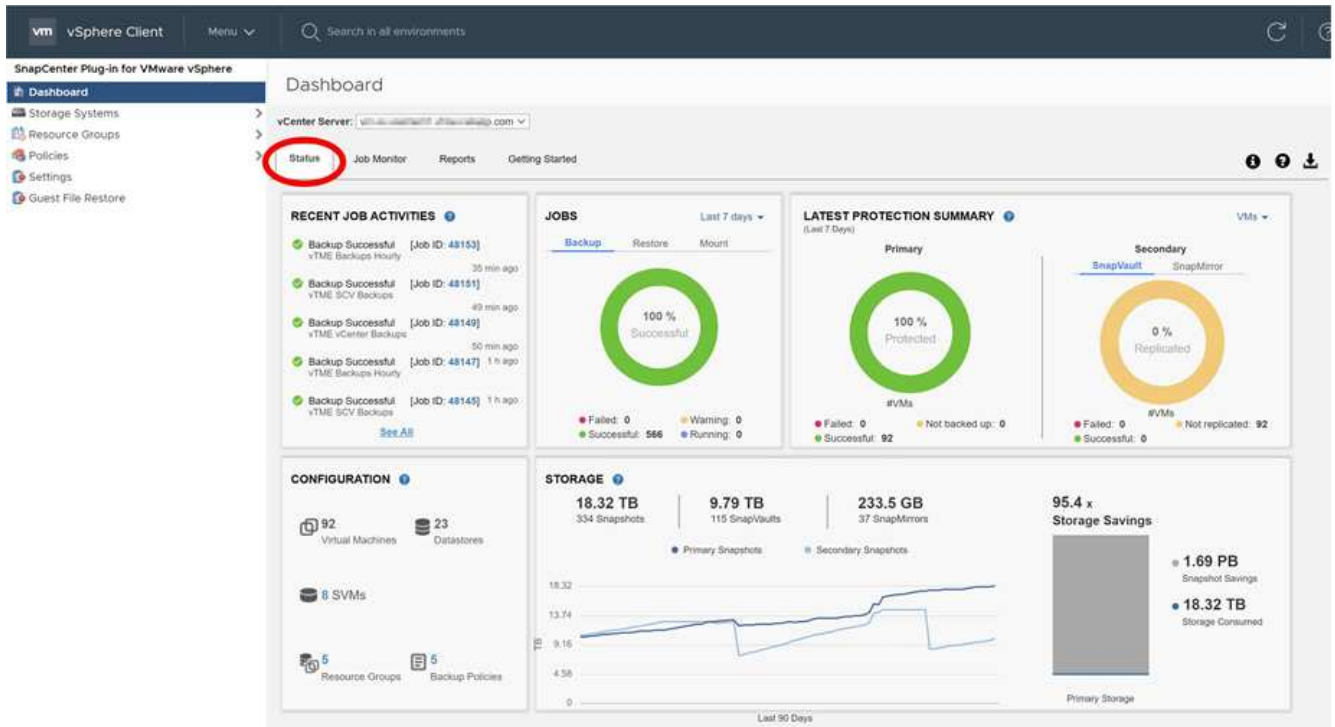 vm vSphere Client Menu Search in all environments
SnapCenter Plug-in for VMware vSphere
Dashboard
Storage Systems
Resource Groups
Policies
Settings
Guest File Restore
Dashboard
vCenter Server: .com
Status Job Monitor Reports Getting Started
RECENT JOB ACTIVITIES
Backup Successful [Job ID: 48153]
vTME Backups Hourly
35 min ago
Backup Successful [Job ID: 48151]
vTME SCV Backups
49 min ago
Backup Successful [Job ID: 48149]
vTME vCenter Backups
50 min ago
Backup Successful [Job ID: 48147] 1 h ago
vTME Backups Hourly
Backup Successful [Job ID: 48145] 1 h ago
vTME SCV Backups
See All
JOBS Last 7 days
Backup Restore Mount
100 %
Successful
Failed: 0 Warning: 0
Successful: 566 Running: 0
LATEST PROTECTION SUMMARY VMs
(Last 7 Days)
Primary
100 %
Protected
#VMs
Failed: 0 Not backed up: 0
Successful: 92
Secondary
SnapVault SnapMirror
0 %
Replicated
#VMs
Failed: 0 Not replicated: 92
Successful: 0
CONFIGURATION
92
Virtual Machines
23
Datastores
8 SVMs
5
Resource Groups
5
Backup Policies
STORAGE
18.32 TB 9.79 TB 233.5 GB
334 Snapshots 115 SnapVaults 37 SnapMirrors
Primary Snapshots Secondary Snapshots
18.32
13.74
9.16
4.58
0
TB
Last 90 Days
95.4 x
Storage Savings
1.69 PB
Snapshot Savings
18.32 TB
Storage Consumed
Primary Storage